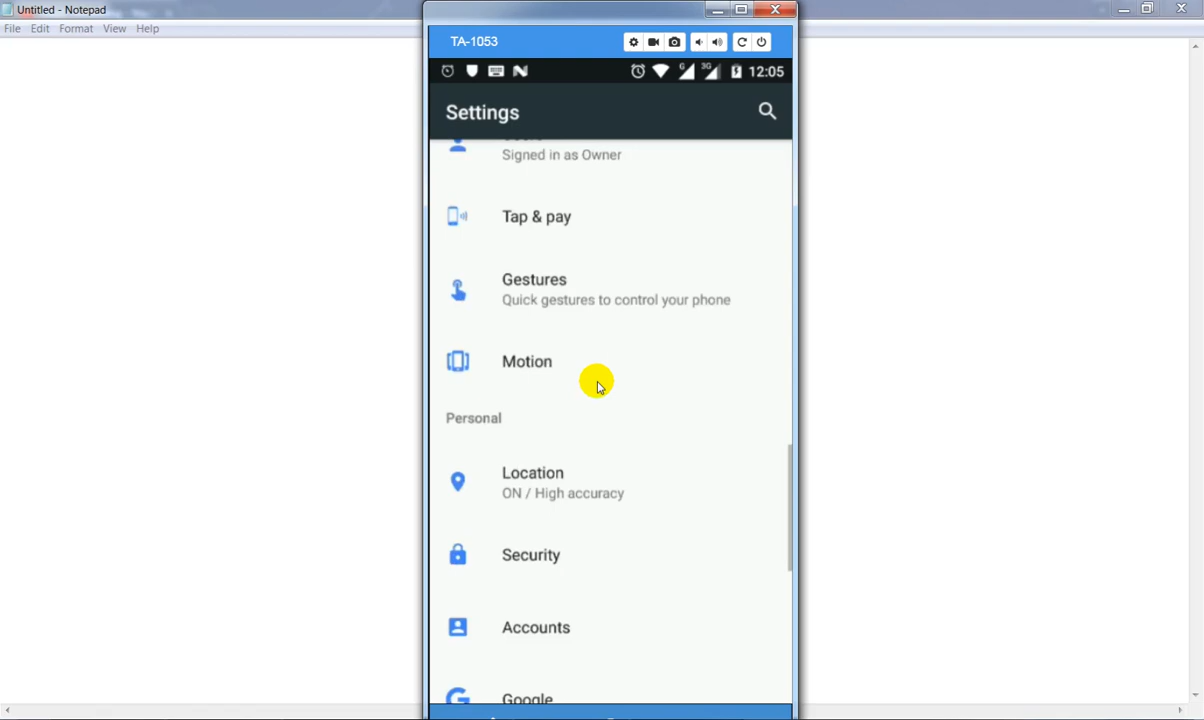 Untitled - Notepad
File Edit Format View Help
TA-1053
G 3G 12:05
Settings
Signed in as Owner
Tap & pay
Gestures
Quick gestures to control your phone
Motion
Personal
Location
ON / High accuracy
Security
Accounts
Google